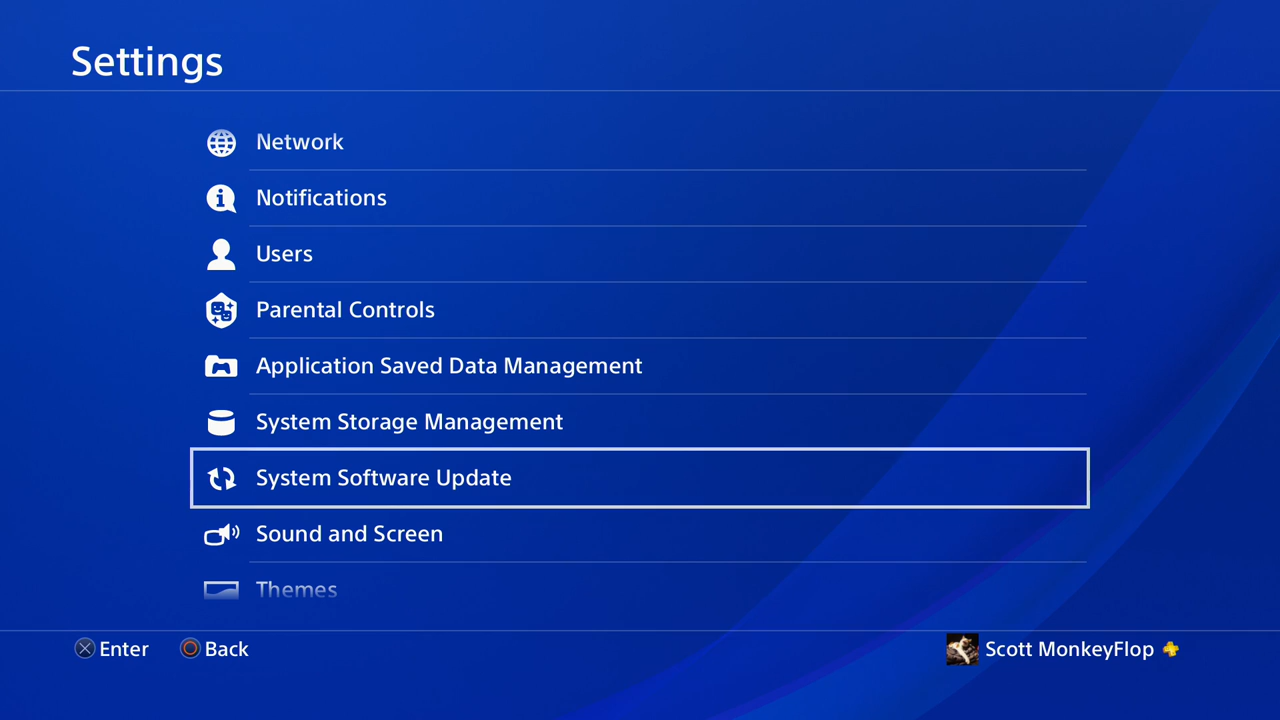 Settings
Network
Notifications
Users
Parental Controls
Application Saved Data Management
System Storage Management
System Software Update
Sound and Screen
Themes
Enter Back Scott MonkeyFlop